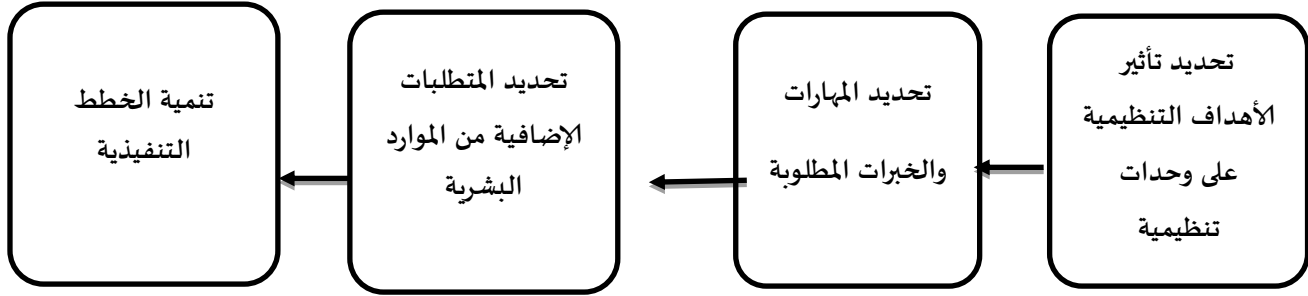 تحديد تأثير
الأهداف التنظيمية
على وحدات
تنظيمية
تحديد المهارات
والخبرات المطلوبة
تحديد المتطلبات
الإضافية من الموارد
البشرية
تنمية الخطط
التنفيذية